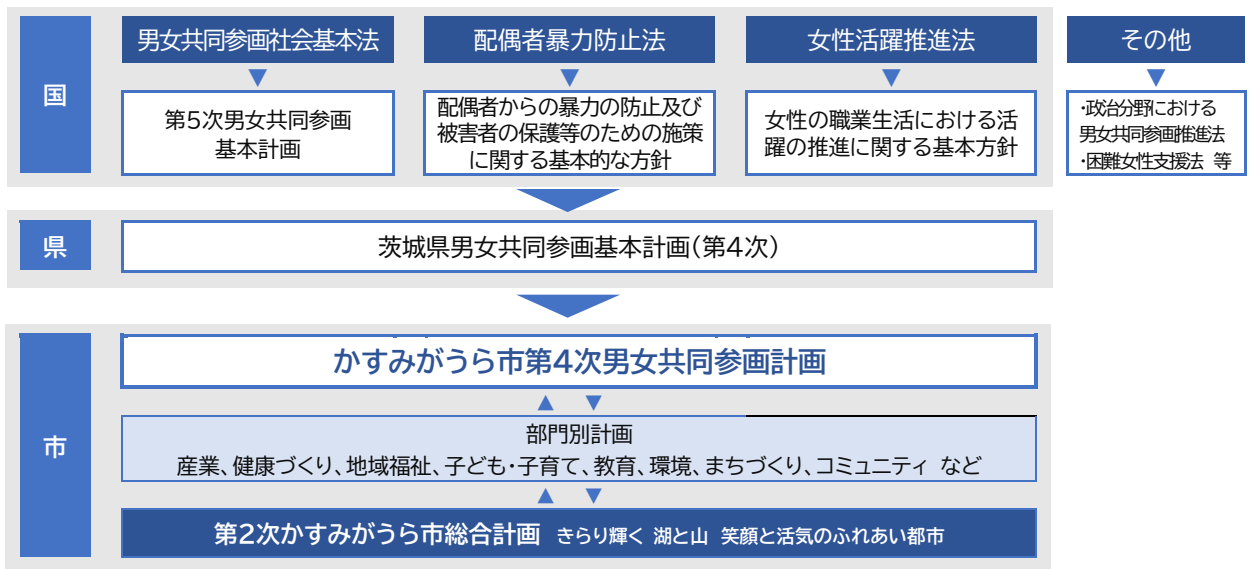 国
男女共同参画社会基本法
▼
第5次男女共同参画
基本計画
配偶者暴力防止法
▼
配偶者からの暴力の防止及び
被害者の保護等のための施策
に関する基本的な方針
女性活躍推進法
▼
女性の職業生活における活
躍の推進に関する基本方針
その他
▼
・政治分野における
男女共同参画推進法
・困難女性支援法 等
県
茨城県男女共同参画基本計画(第4次)
市
かすみがうら市第4次男女共同参画計画
▲ ▼
部門別計画
産業、健康づくり、地域福祉、子ども・子育て、教育、環境、まちづくり、コミュニティ など
▲ ▼
第2次かすみがうら市総合計画 きらり輝く 湖と山 笑顔と活気のふれあい都市